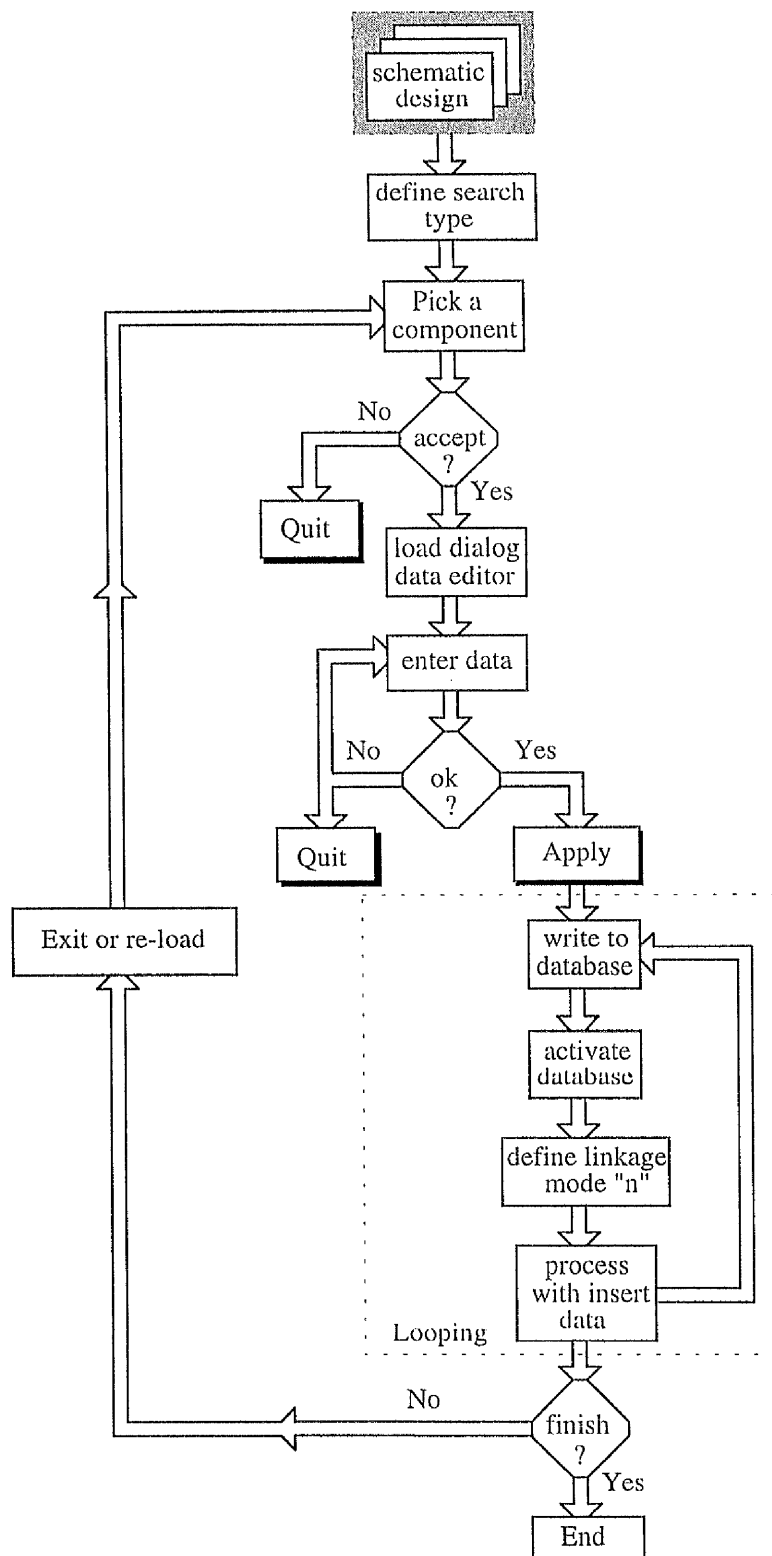 schematic
design
define search
type
Pick a
component
No
accept
?
Yes
Quit
load dialog
data editor
enter data
No
Yes
ok
?
Quit
Apply
Exit or re-load
write to
database
activate
database
define linkage
mode "n"
process
with insert
data
Looping
No
finish
?
Yes
End